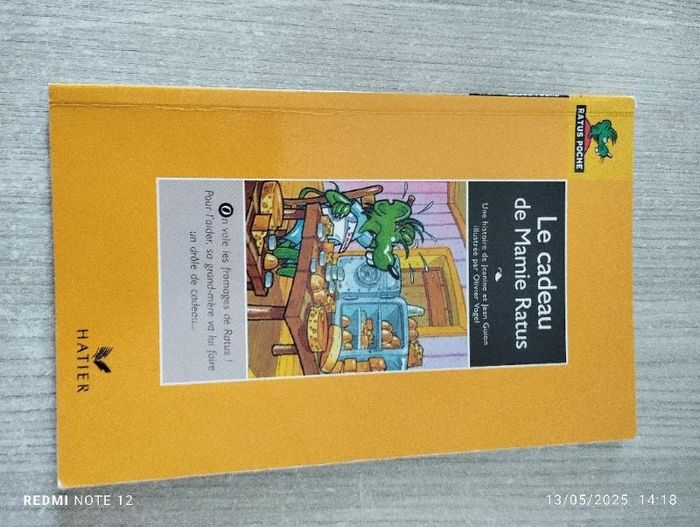 RATUS POCHE
Le cadeau
de Mamie Ratus
Une histoire de Jeanine et Jean Guion
illustrée par Olivier Vogel
On vole les fromages de Ratus !
Pour l'aider, sa grand-mère va lui faire
un drôle de cadeau...
HATIER
REDMI NOTE 12
13/05/2025 14:18